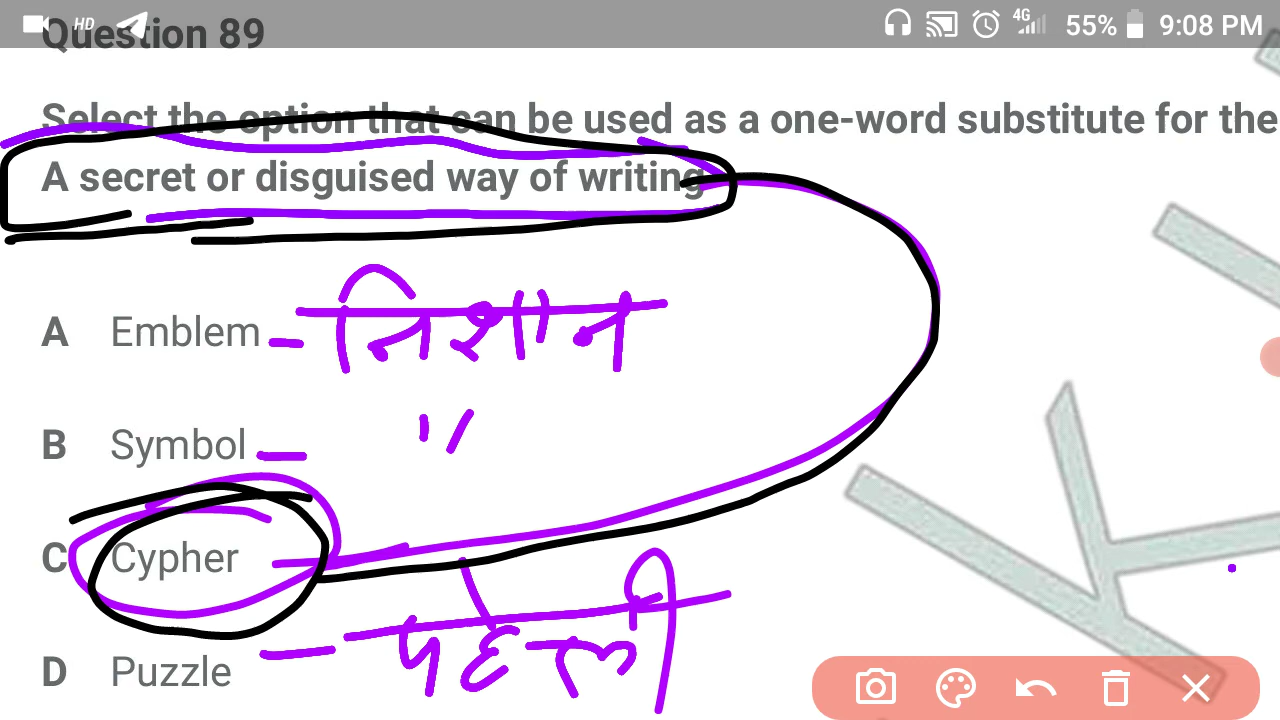 HD 4G 55% 9:08 PM
Question 89
Select the option that can be used as a one-word substitute for the
A secret or disguised way of writing
A Emblem - निशान
B Symbol - "
C Cypher
D Puzzle - पहेली